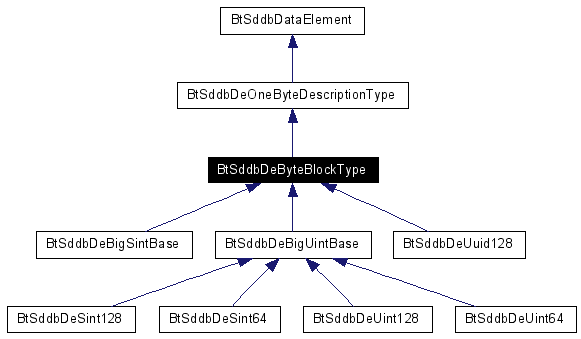 BtSddbDataElement
BtSddbDeOneByteDescriptionType
BtSddbDeByteBlockType
BtSddbDeBigSintBase BtSddbDeBigUintBase BtSddbDeUuid128
BtSddbDeSint128 BtSddbDeSint64 BtSddbDeUint128 BtSddbDeUint64